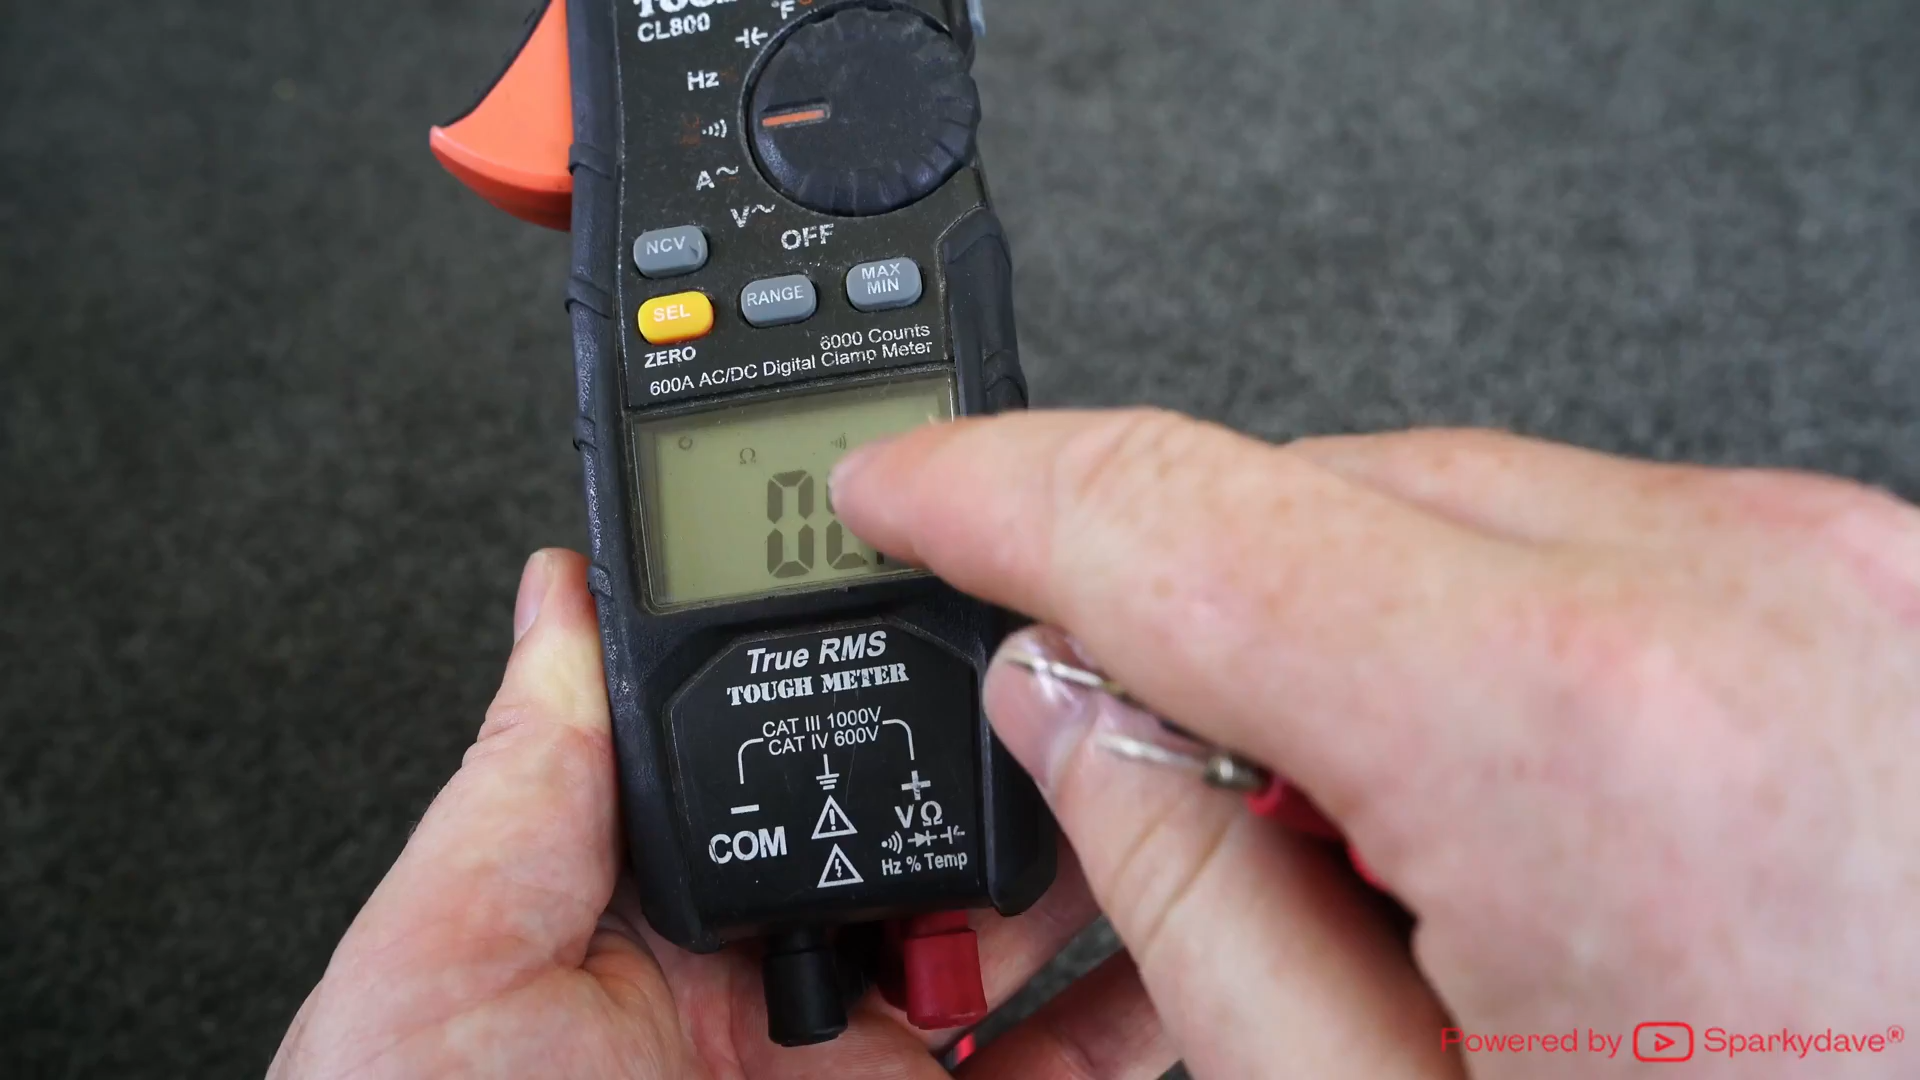 CL800
°F
Hz
A~
V~
OFF
NCV
SEL
RANGE
MAX
MIN
ZERO
6000 Counts
600A AC/DC Digital Clamp Meter
Ω
True RMS
TOUGH METER
CAT III 1000V
CAT IV 600V
COM
V Ω
Hz % Temp
Powered by Sparkydave®